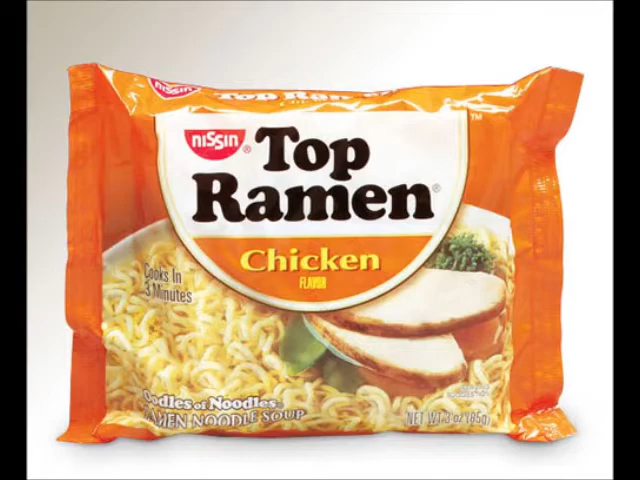 nissin
Top Ramen
nissin®
Top
Ramen®
™
Chicken
FLAVOR
Cooks In
3 Minutes
Oodles of Noodles
RAMEN NOODLE SOUP
NET WT 3 oz (85g)